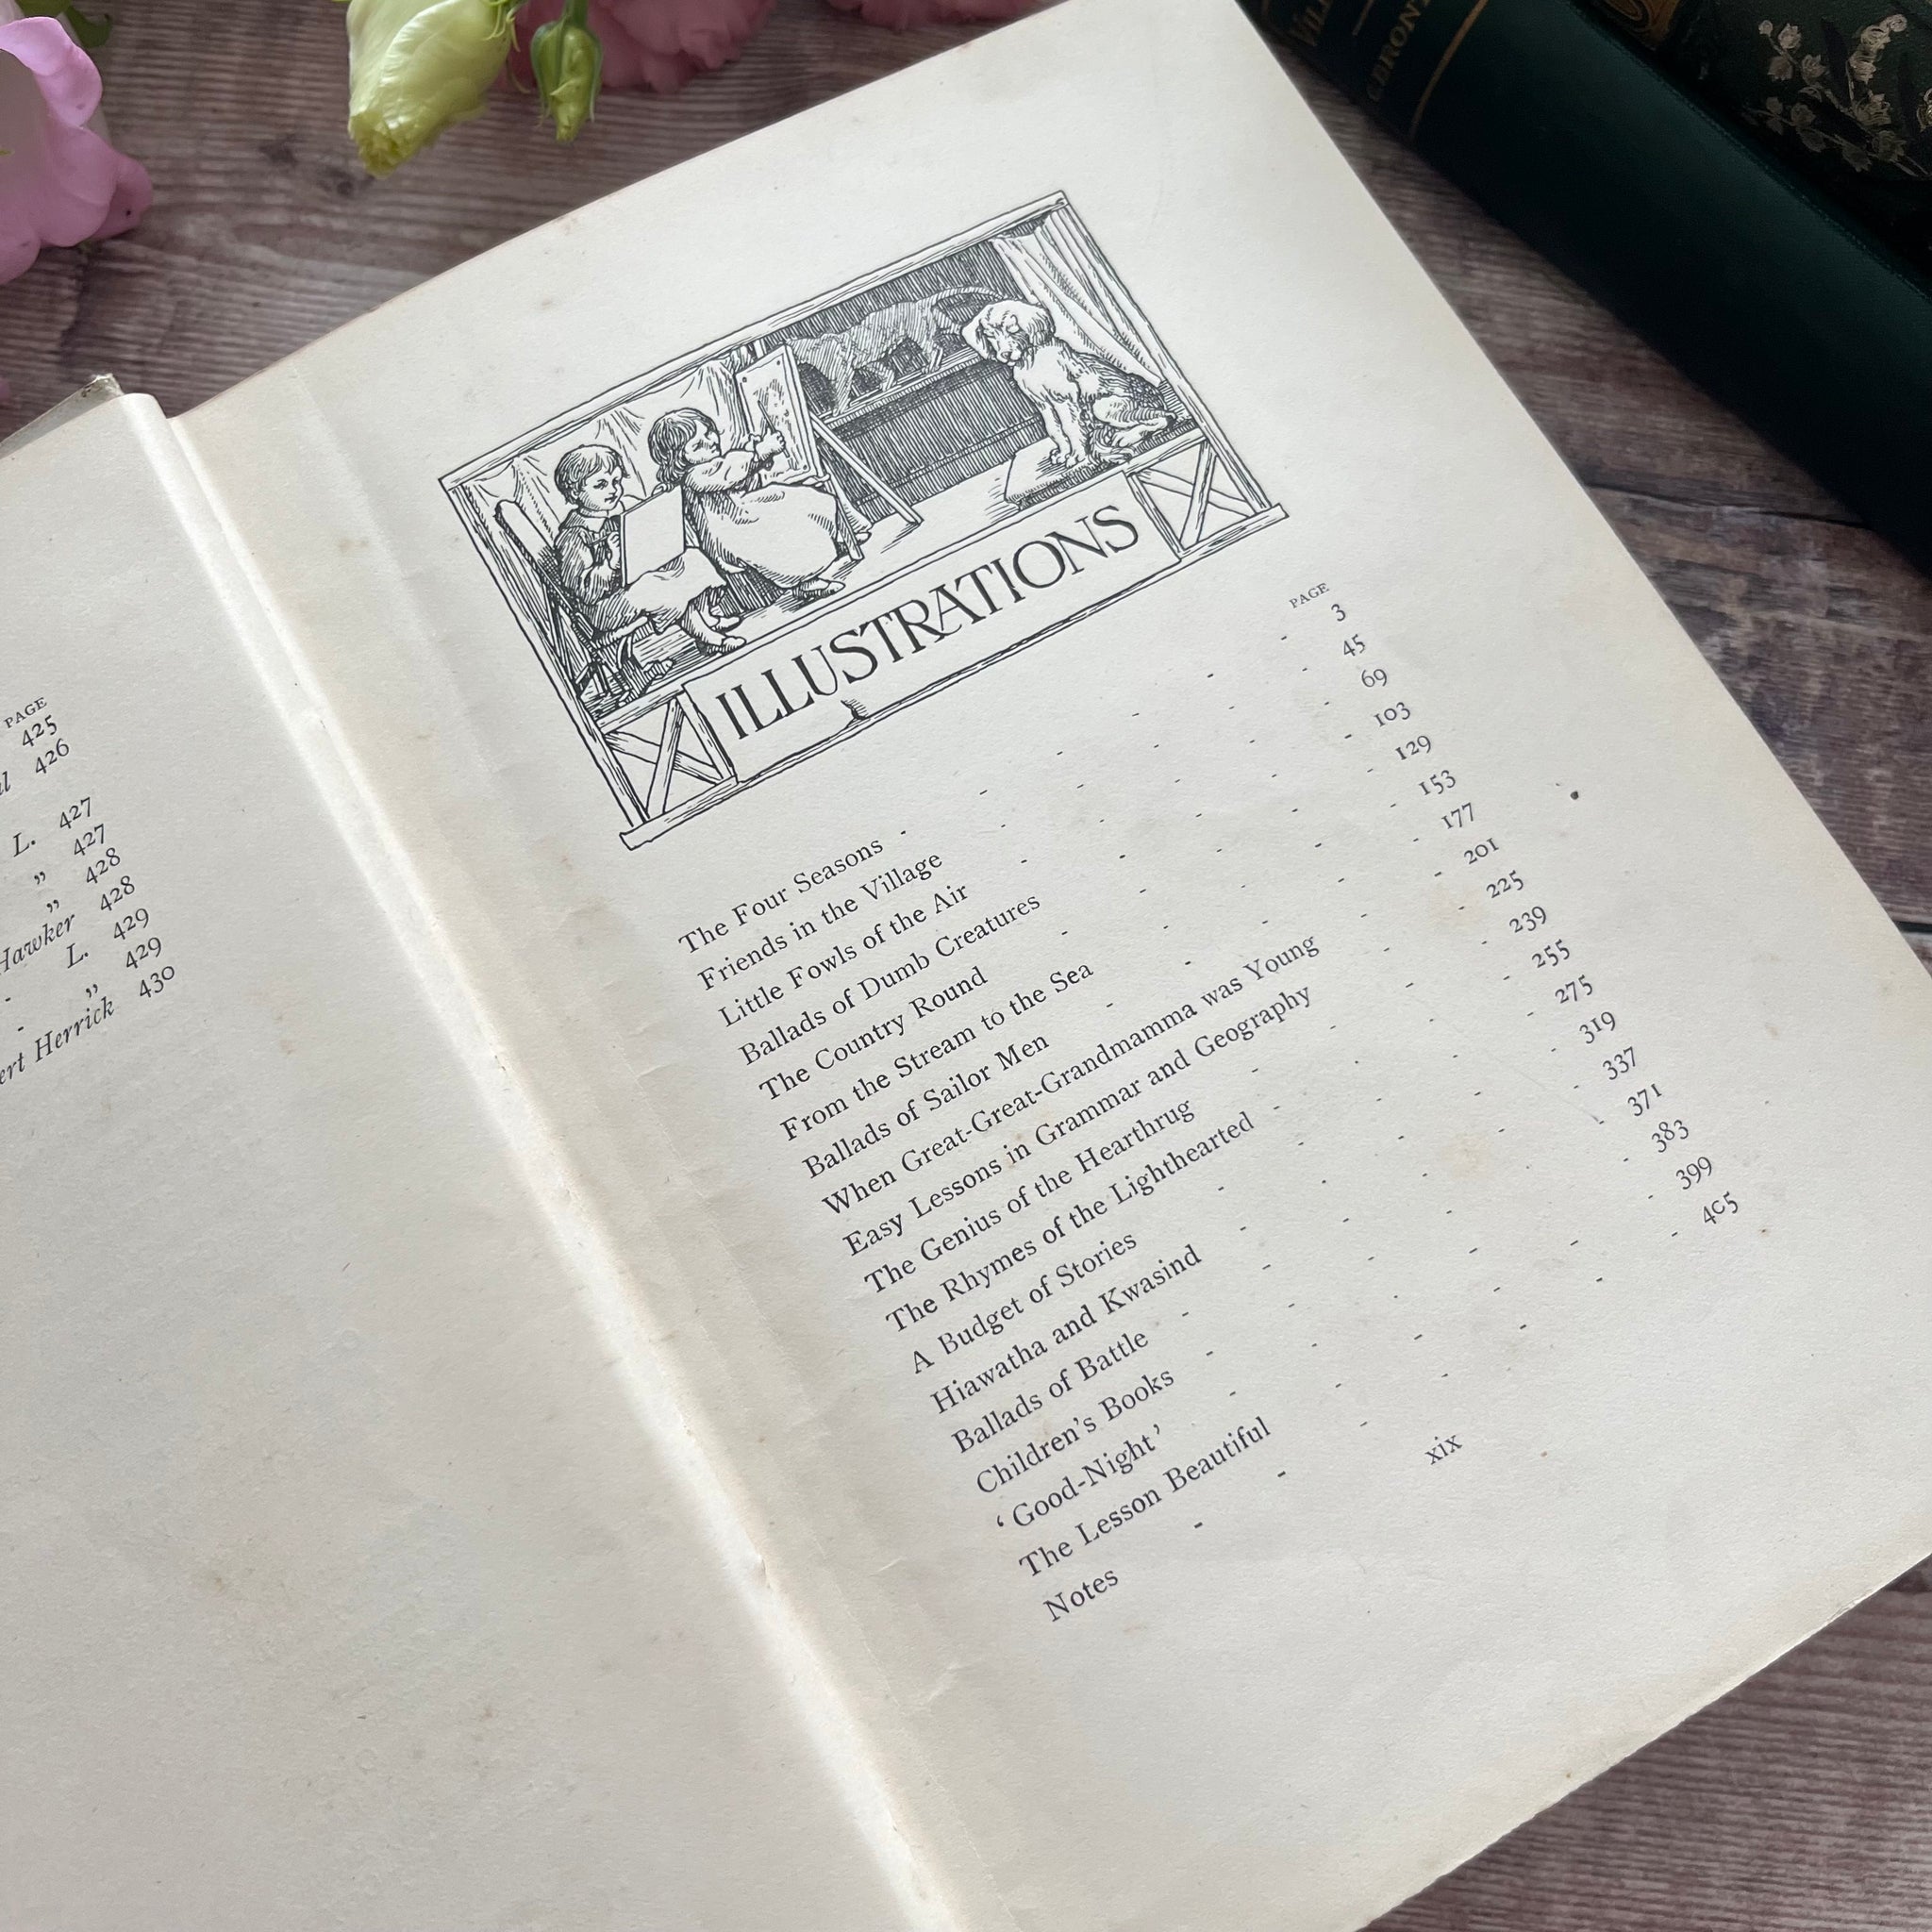 PAGE
425
426
L. 427
” 427
” 428
Hawker 428
L. 429
- ” 429
- Herrick 430
ILLUSTRATIONS
PAGE
The Four Seasons - - - - - - 3
Friends in the Village - - - - - 45
Little Fowls of the Air - - - - - 69
Ballads of Dumb Creatures - - - - 103
The Country Round - - - - - 129
From the Stream to the Sea - - - - 153
Ballads of Sailor Men - - - - - 177
When Great-Great-Grandmamma was Young - - 201
Easy Lessons in Grammar and Geography - - 225
The Genius of the Hearthrug - - - - 239
The Rhymes of the Lighthearted - - - - 255
A Budget of Stories - - - - - 275
Hiawatha and Kwasind - - - - - 319
Ballads of Battle - - - - - 337
Children's Books - - - - - 371
‘Good-Night’ - - - - - 383
The Lesson Beautiful - - - - - 399
Notes - - - - - - 405
xix